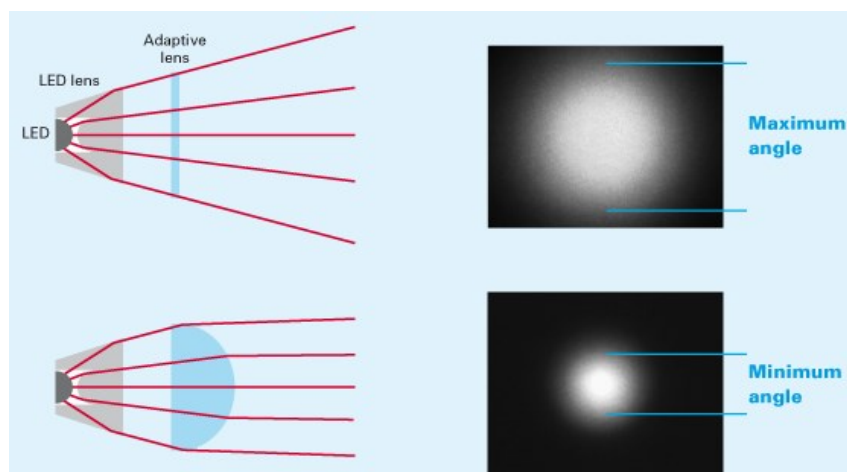 Adaptive
lens
LED lens
LED
Maximum
angle
Minimum
angle